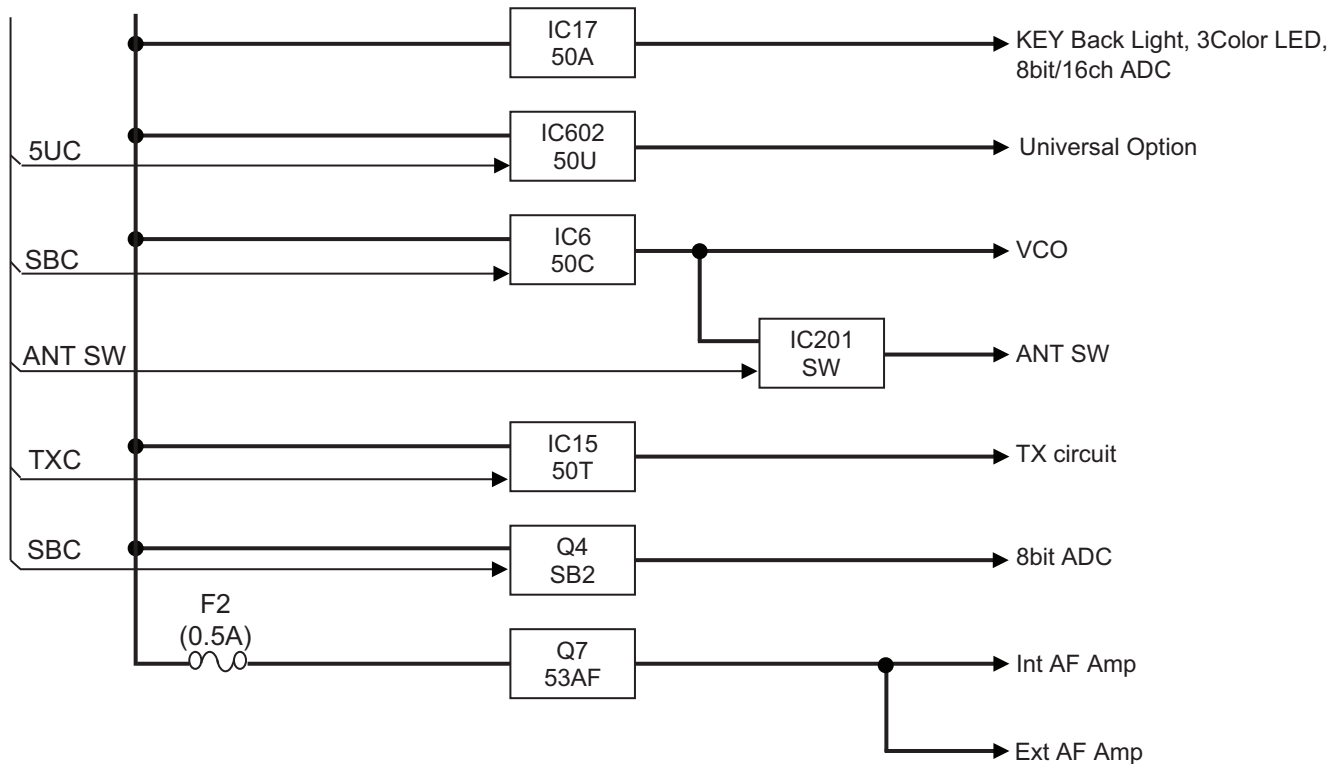 IC17
50A
KEY Back Light, 3Color LED,
8bit/16ch ADC
5UC
IC602
50U
Universal Option
SBC
IC6
50C
VCO
ANT SW
IC201
SW
ANT SW
TXC
IC15
50T
TX circuit
SBC
Q4
SB2
8bit ADC
F2
(0.5A)
Q7
53AF
Int AF Amp
Ext AF Amp